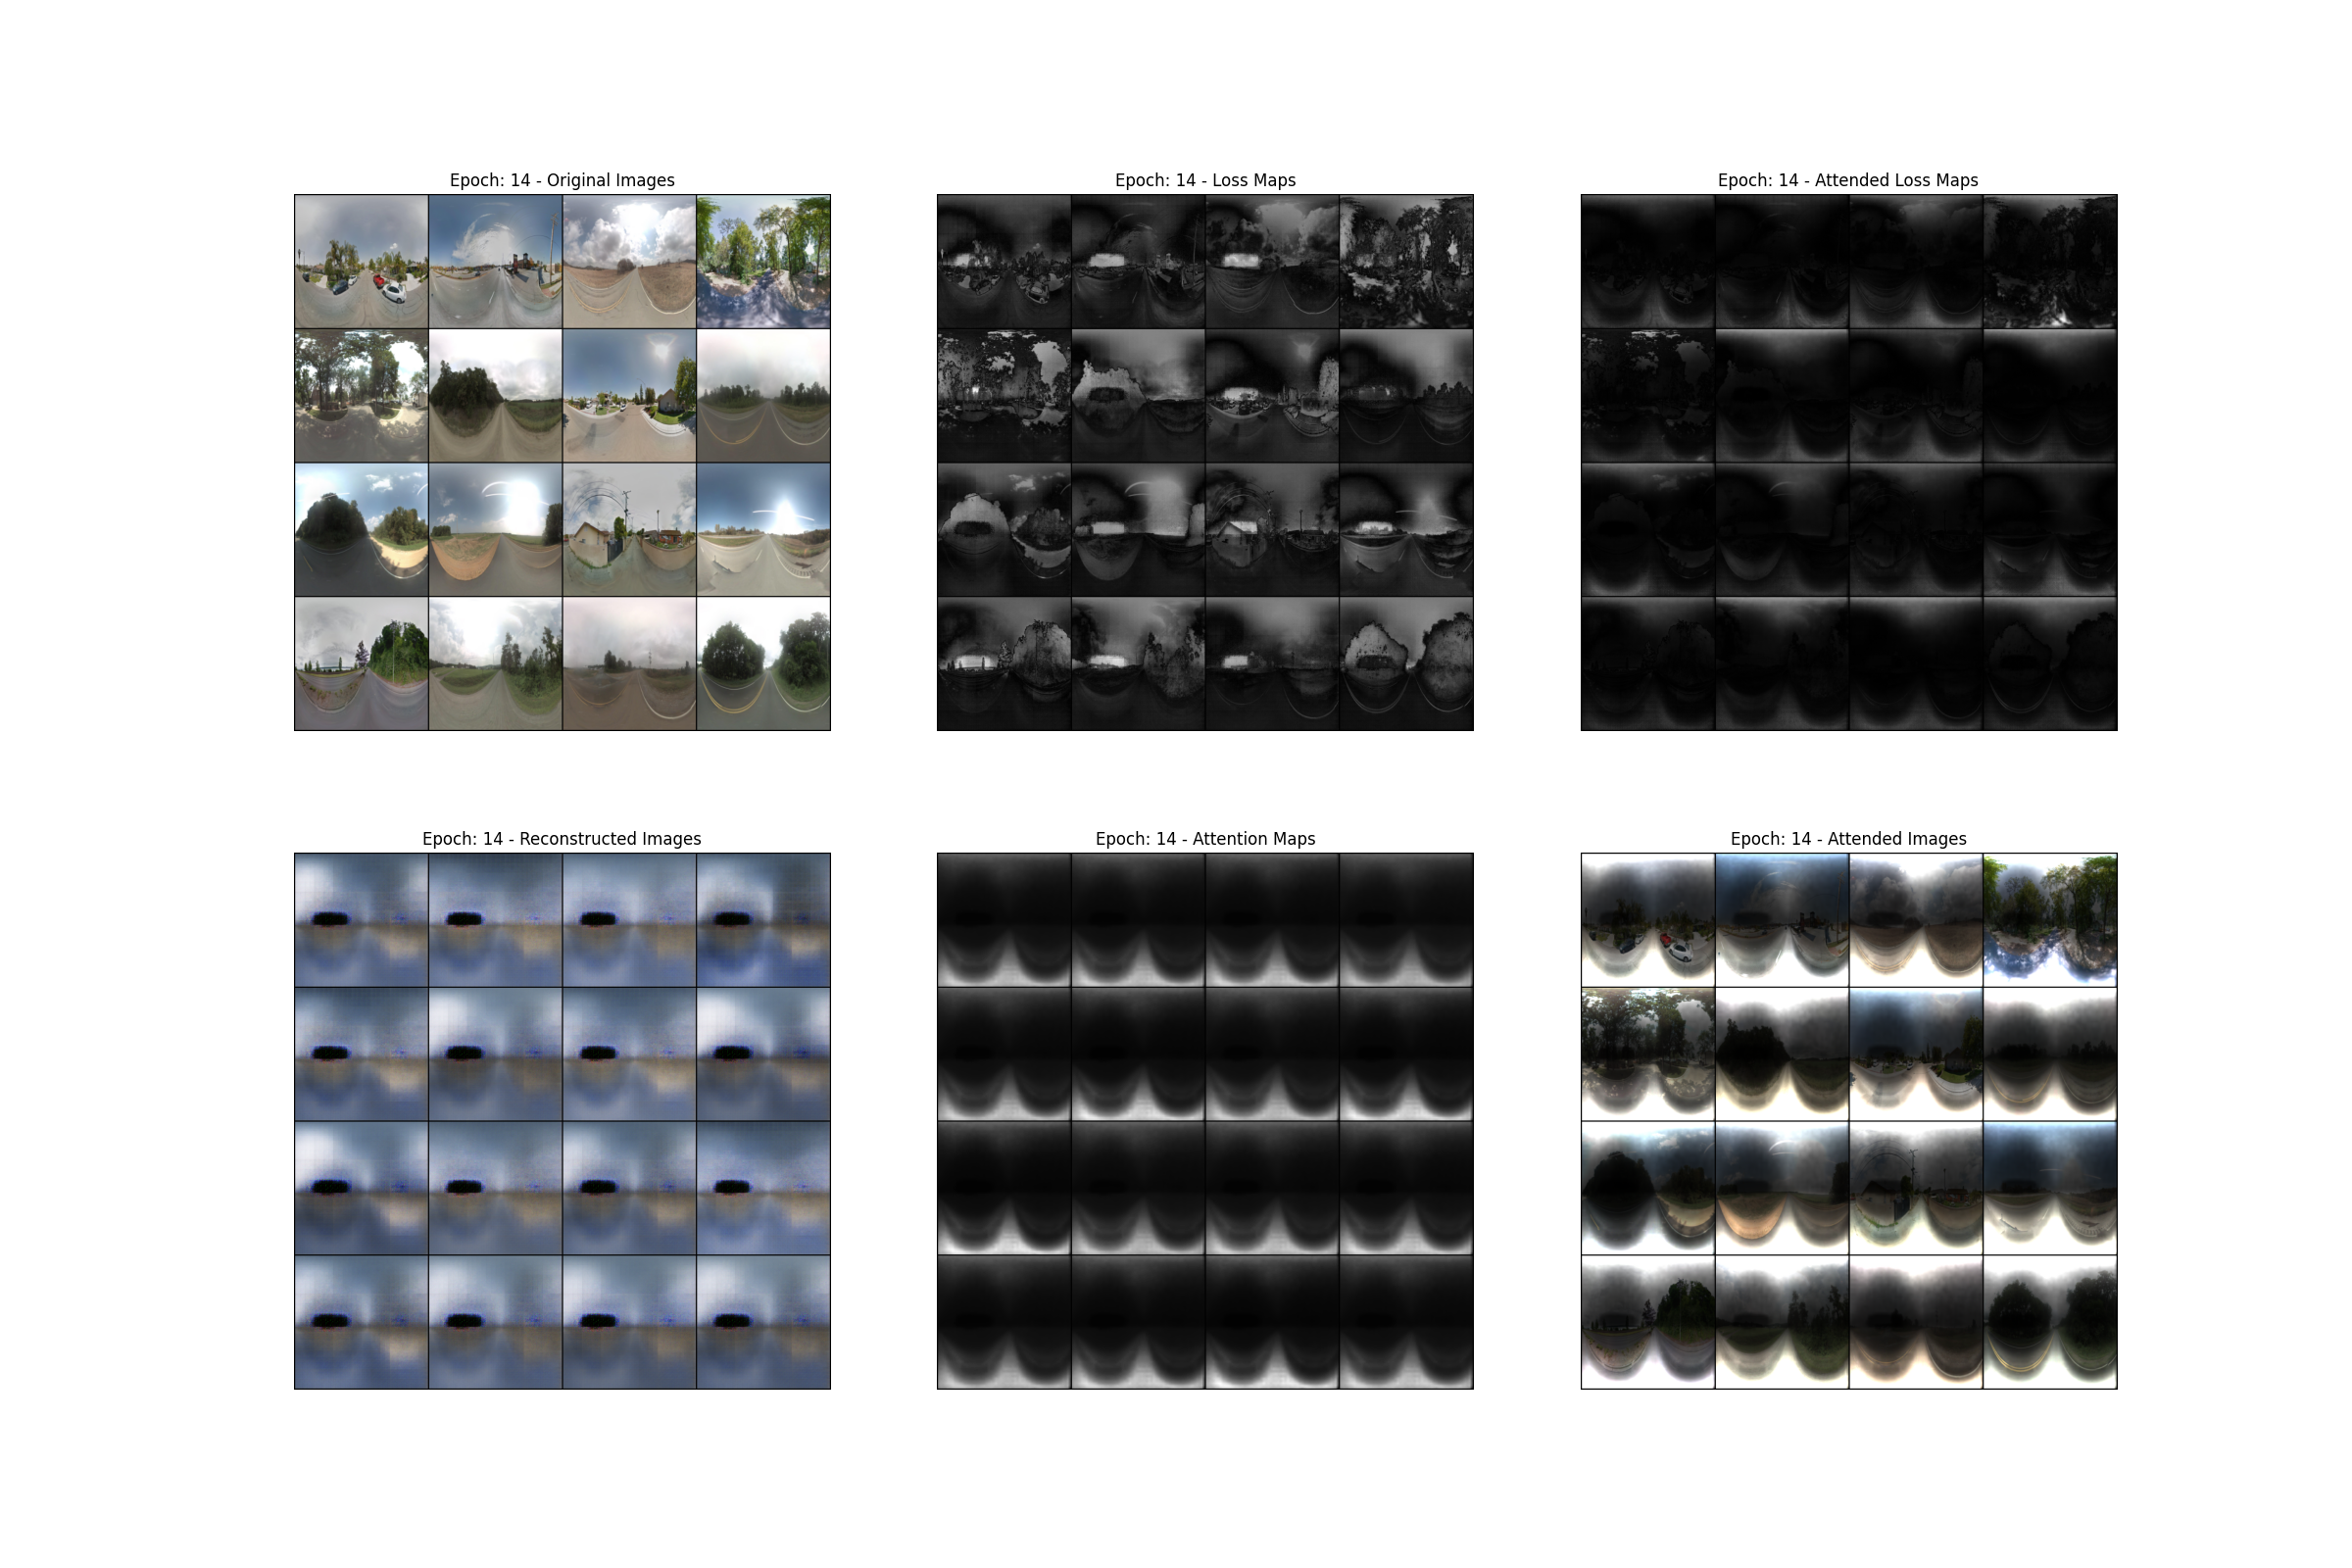 Epoch: 14 - Original Images
Epoch: 14 - Loss Maps
Epoch: 14 - Attended Loss Maps
Epoch: 14 - Reconstructed Images
Epoch: 14 - Attention Maps
Epoch: 14 - Attended Images